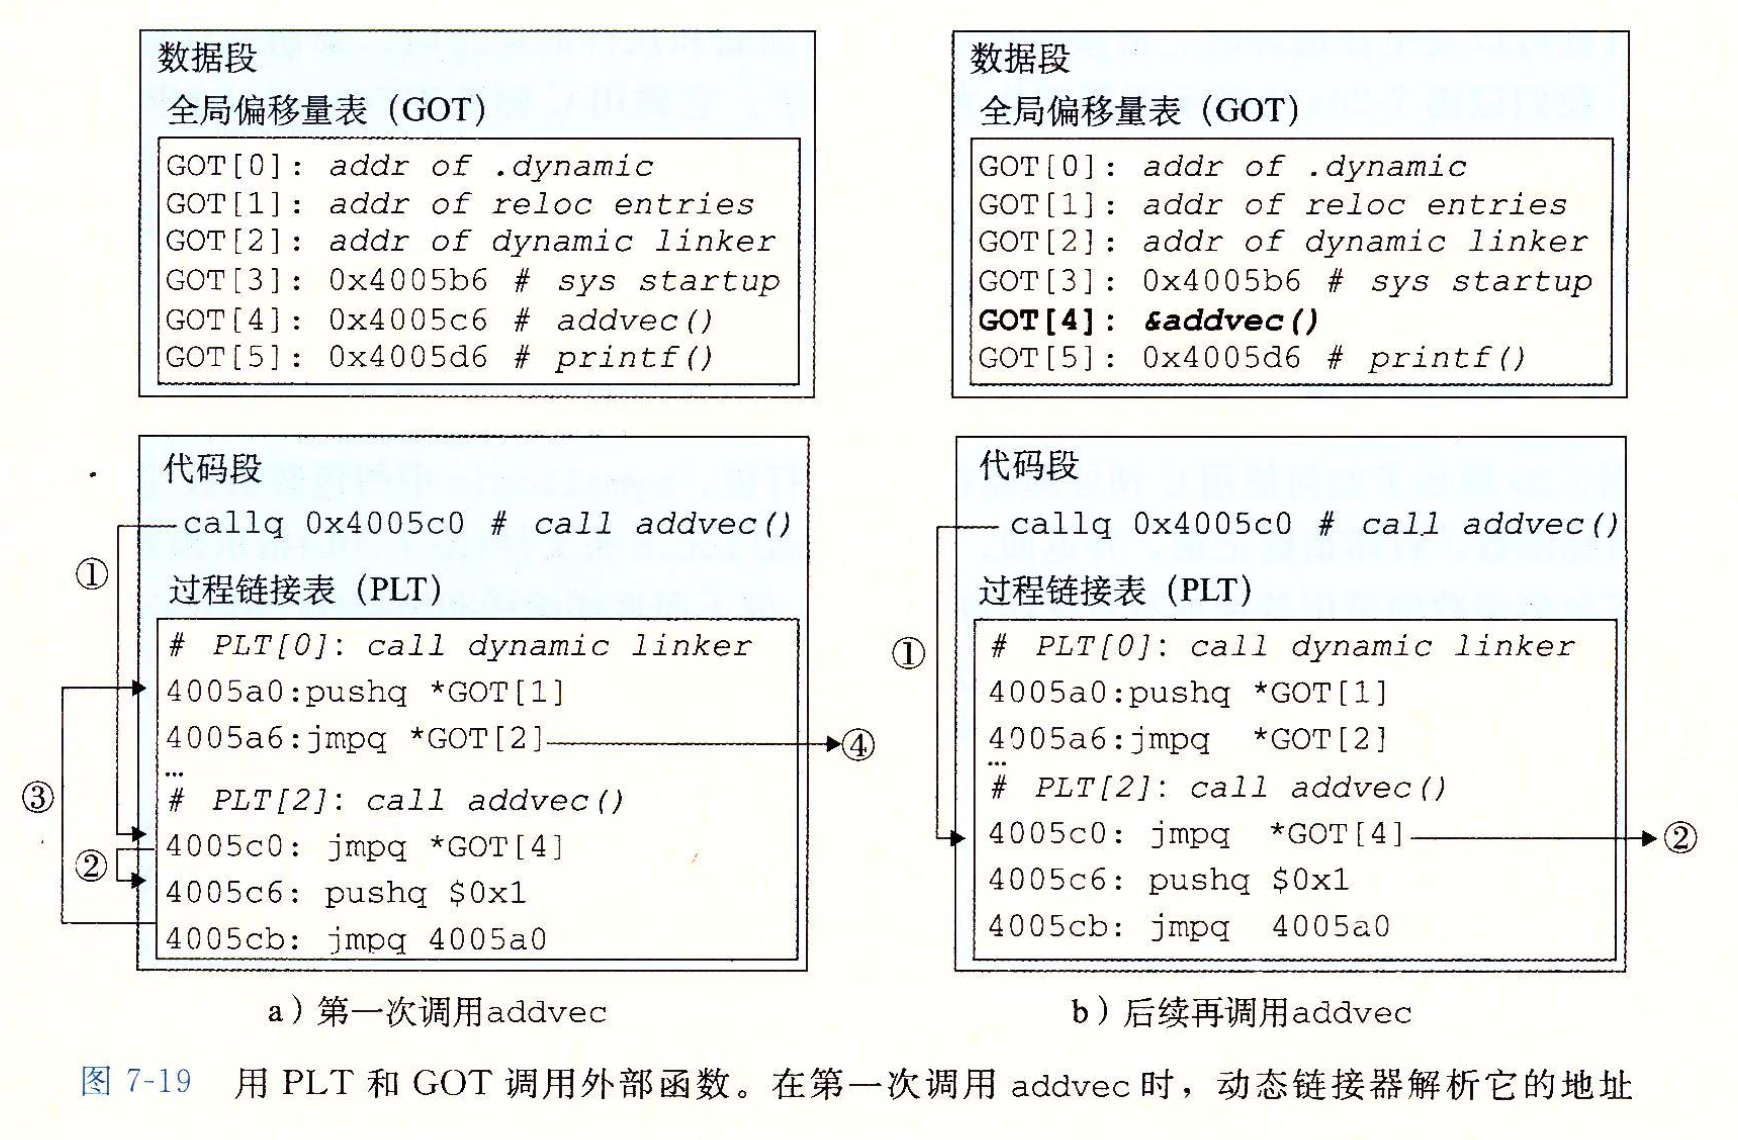 数据段
全局偏移量表（GOT）
GOT[0]: addr of .dynamic
GOT[1]: addr of reloc entries
GOT[2]: addr of dynamic linker
GOT[3]: 0x4005b6 # sys startup
GOT[4]: 0x4005c6 # addvec()
GOT[5]: 0x4005d6 # printf()
代码段
callq 0x4005c0 # call addvec()
①
过程链接表（PLT）
# PLT[0]: call dynamic linker
4005a0:pushq *GOT[1]
4005a6:jmpq *GOT[2]
④
…
③
# PLT[2]: call addvec()
4005c0: jmpq *GOT[4]
②
4005c6: pushq $0x1
4005cb: jmpq 4005a0
a）第一次调用addvec
数据段
全局偏移量表（GOT）
GOT[0]: addr of .dynamic
GOT[1]: addr of reloc entries
GOT[2]: addr of dynamic linker
GOT[3]: 0x4005b6 # sys startup
GOT[4]: &addvec()
GOT[5]: 0x4005d6 # printf()
代码段
callq 0x4005c0 # call addvec()
过程链接表（PLT）
①
# PLT[0]: call dynamic linker
4005a0:pushq *GOT[1]
4005a6:jmpq *GOT[2]
…
# PLT[2]: call addvec()
4005c0: jmpq *GOT[4]
②
4005c6: pushq $0x1
4005cb: jmpq 4005a0
b）后续再调用addvec
图 7-19 用 PLT 和 GOT 调用外部函数。在第一次调用 addvec 时，动态链接器解析它的地址